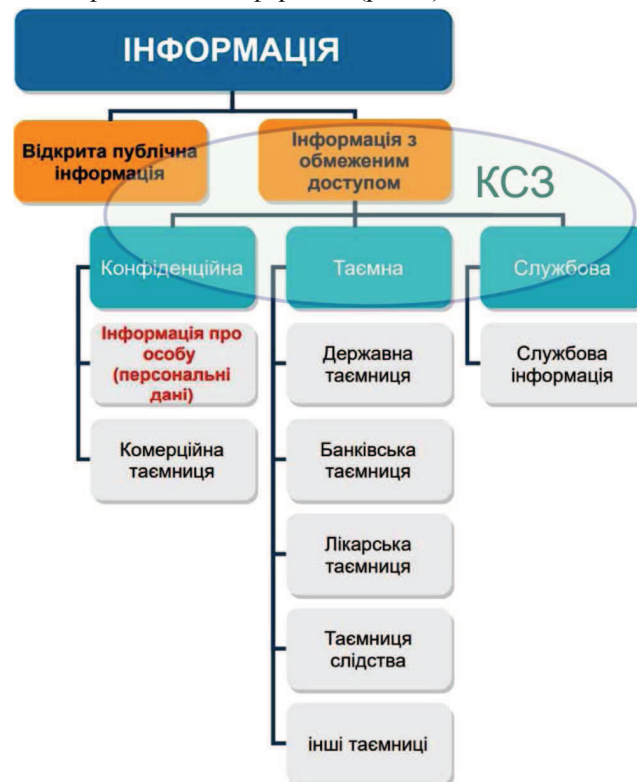 ІНФОРМАЦІЯ
Відкрита публічна
інформація
Інформація з
обмеженим
доступом
КСЗ
Конфіденційна
Таємна
Службова
Інформація про
особу
(персональні
дані)
Державна
таємниця
Службова
інформація
Комерційна
таємниця
Банківська
таємниця
Лікарська
таємниця
Таємниця
слідства
інші таємниці